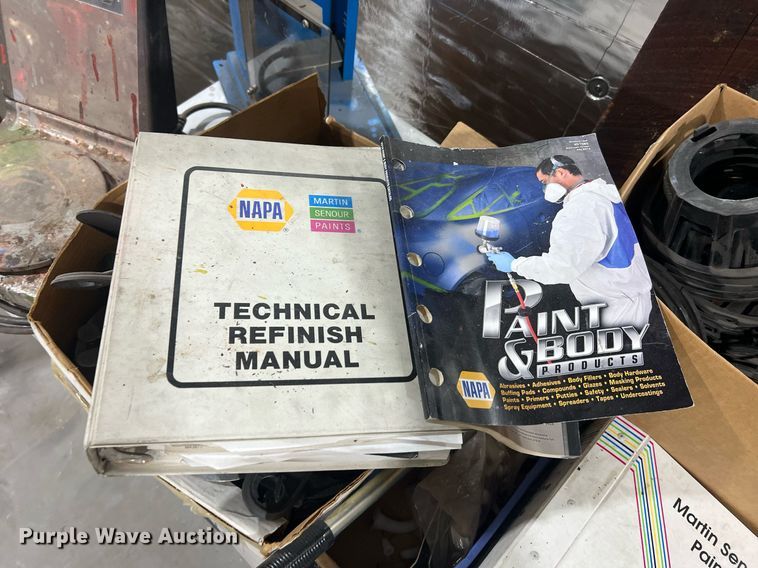 NAPA
MARTIN
SENOUR
PAINTS
TECHNICAL
REFINISH
MANUAL
PAINT
& BODY
PRODUCTS
NAPA
Abrasives • Adhesives • Body Fillers • Body Hardware
Buffing Pads • Compounds • Glazes • Masking Products
Paints • Primers • Putties • Safety • Sealers • Solvents
Spray Equipment • Spreaders • Tapes • Undercoatings
Martin Sen
Pain
Purple Wave Auction